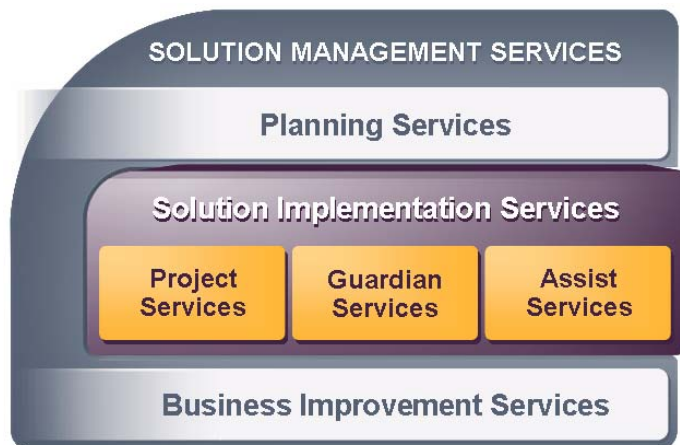 SOLUTION MANAGEMENT SERVICES
Planning Services
Solution Implementation Services
Project
Services
Guardian
Services
Assist
Services
Business Improvement Services